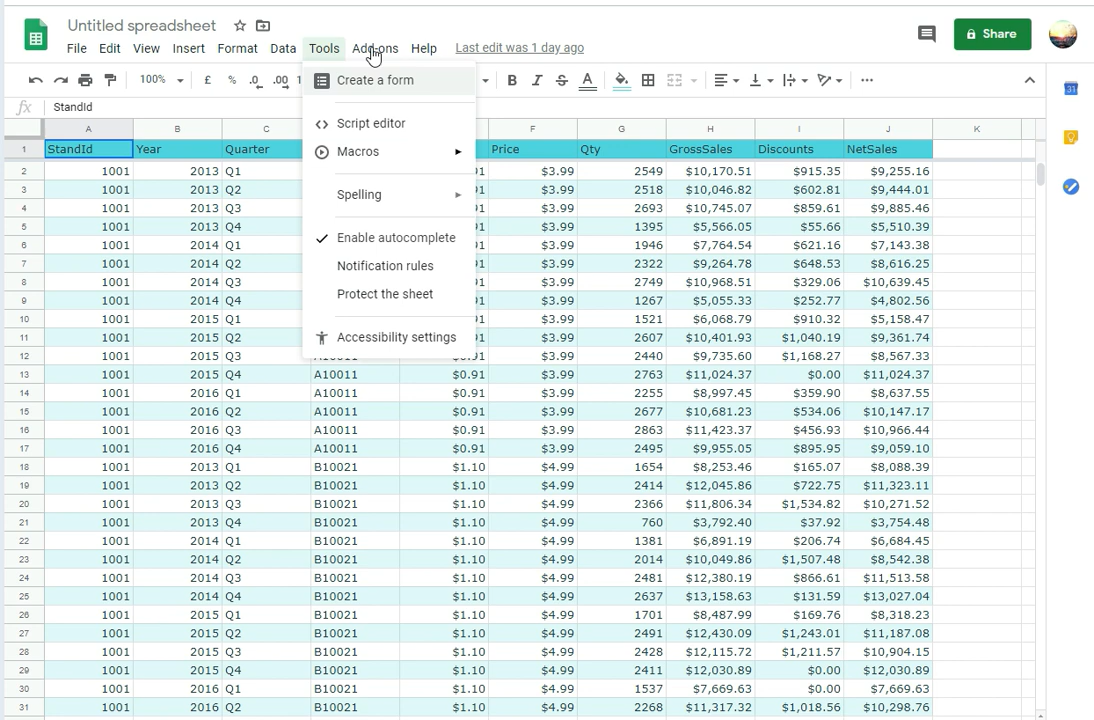 Untitled spreadsheet
File Edit View Insert Format Data Tools Add-ons Help Last edit was 1 day ago
Share
100% £ % .0 .00 1 B I A
31
Create a form
Script editor
Macros
Spelling
Enable autocomplete
Notification rules
Protect the sheet
Accessibility settings
fx StandId
A B C F G H I J K
1 StandId Year Quarter Price Qty GrossSales Discounts NetSales
2 1001 2013 Q1 91 $3.99 2549 $10,170.51 $915.35 $9,255.16
3 1001 2013 Q2 91 $3.99 2518 $10,046.82 $602.81 $9,444.01
4 1001 2013 Q3 91 $3.99 2693 $10,745.07 $859.61 $9,885.46
5 1001 2013 Q4 91 $3.99 1395 $5,566.05 $55.66 $5,510.39
6 1001 2014 Q1 91 $3.99 1946 $7,764.54 $621.16 $7,143.38
7 1001 2014 Q2 91 $3.99 2322 $9,264.78 $648.53 $8,616.25
8 1001 2014 Q3 91 $3.99 2749 $10,968.51 $329.06 $10,639.45
9 1001 2014 Q4 91 $3.99 1267 $5,055.33 $252.77 $4,802.56
10 1001 2015 Q1 91 $3.99 1521 $6,068.79 $910.32 $5,158.47
11 1001 2015 Q2 91 $3.99 2607 $10,401.93 $1,040.19 $9,361.74
12 1001 2015 Q3 A10011 $0.91 $3.99 2440 $9,735.60 $1,168.27 $8,567.33
13 1001 2015 Q4 A10011 $0.91 $3.99 2763 $11,024.37 $0.00 $11,024.37
14 1001 2016 Q1 A10011 $0.91 $3.99 2255 $8,997.45 $359.90 $8,637.55
15 1001 2016 Q2 A10011 $0.91 $3.99 2677 $10,681.23 $534.06 $10,147.17
16 1001 2016 Q3 A10011 $0.91 $3.99 2863 $11,423.37 $456.93 $10,966.44
17 1001 2016 Q4 A10011 $0.91 $3.99 2495 $9,955.05 $895.95 $9,059.10
18 1001 2013 Q1 B10021 $1.10 $4.99 1654 $8,253.46 $165.07 $8,088.39
19 1001 2013 Q2 B10021 $1.10 $4.99 2414 $12,045.86 $722.75 $11,323.11
20 1001 2013 Q3 B10021 $1.10 $4.99 2366 $11,806.34 $1,534.82 $10,271.52
21 1001 2013 Q4 B10021 $1.10 $4.99 760 $3,792.40 $37.92 $3,754.48
22 1001 2014 Q1 B10021 $1.10 $4.99 1381 $6,891.19 $206.74 $6,684.45
23 1001 2014 Q2 B10021 $1.10 $4.99 2014 $10,049.86 $1,507.48 $8,542.38
24 1001 2014 Q3 B10021 $1.10 $4.99 2481 $12,380.19 $866.61 $11,513.58
25 1001 2014 Q4 B10021 $1.10 $4.99 2637 $13,158.63 $131.59 $13,027.04
26 1001 2015 Q1 B10021 $1.10 $4.99 1701 $8,487.99 $169.76 $8,318.23
27 1001 2015 Q2 B10021 $1.10 $4.99 2491 $12,430.09 $1,243.01 $11,187.08
28 1001 2015 Q3 B10021 $1.10 $4.99 2428 $12,115.72 $1,211.57 $10,904.15
29 1001 2015 Q4 B10021 $1.10 $4.99 2411 $12,030.89 $0.00 $12,030.89
30 1001 2016 Q1 B10021 $1.10 $4.99 1537 $7,669.63 $0.00 $7,669.63
31 1001 2016 Q2 B10021 $1.10 $4.99 2268 $11,317.32 $1,018.56 $10,298.76